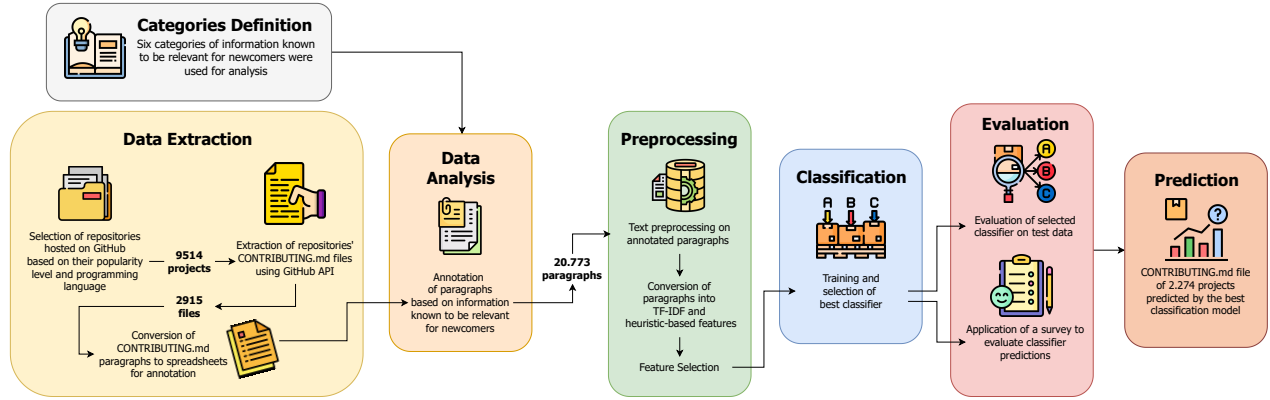 Categories Definition
Six categories of information known
to be relevant for newcomers were
used for analysis
Data Extraction
Selection of repositories
hosted on GitHub
based on their popularity
level and programming
language
9514
projects
Extraction of repositories'
CONTRIBUTING.md files
using GitHub API
2915
files
Conversion of
CONTRIBUTING.md
paragraphs to spreadsheets
for annotation
Data
Analysis
Annotation
of paragraphs
based on information
known to be relevant
for newcomers
20.773
paragraphs
Preprocessing
Text preprocessing on
annotated paragraphs
Conversion of
paragraphs into
TF-IDF and
heuristic-based features
Feature Selection
Classification
A B C
Training and
selection of
best classifier
Evaluation
A
B
C
Evaluation of selected
classifier on test data
Application of a survey to
evaluate classifier
predictions
Prediction
?
CONTRIBUTING.md file
of 2.274 projects
predicted by the best
classification model